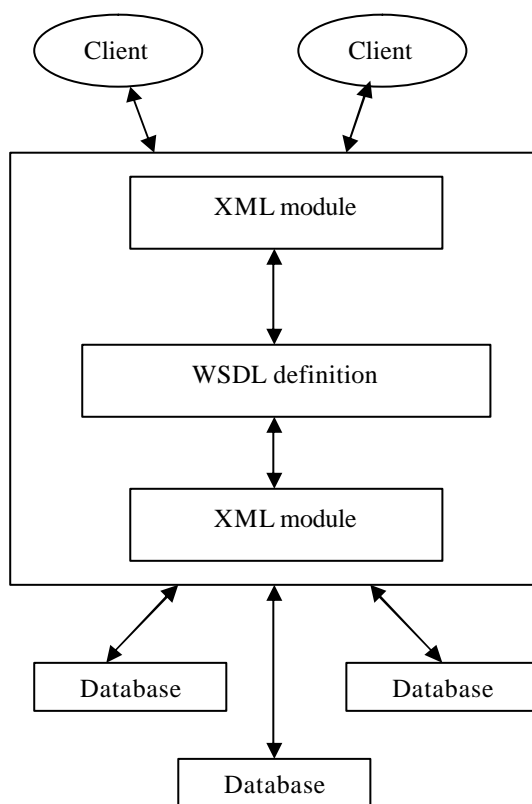 Client
Client
XML module
WSDL definition
XML module
Database
Database
Database